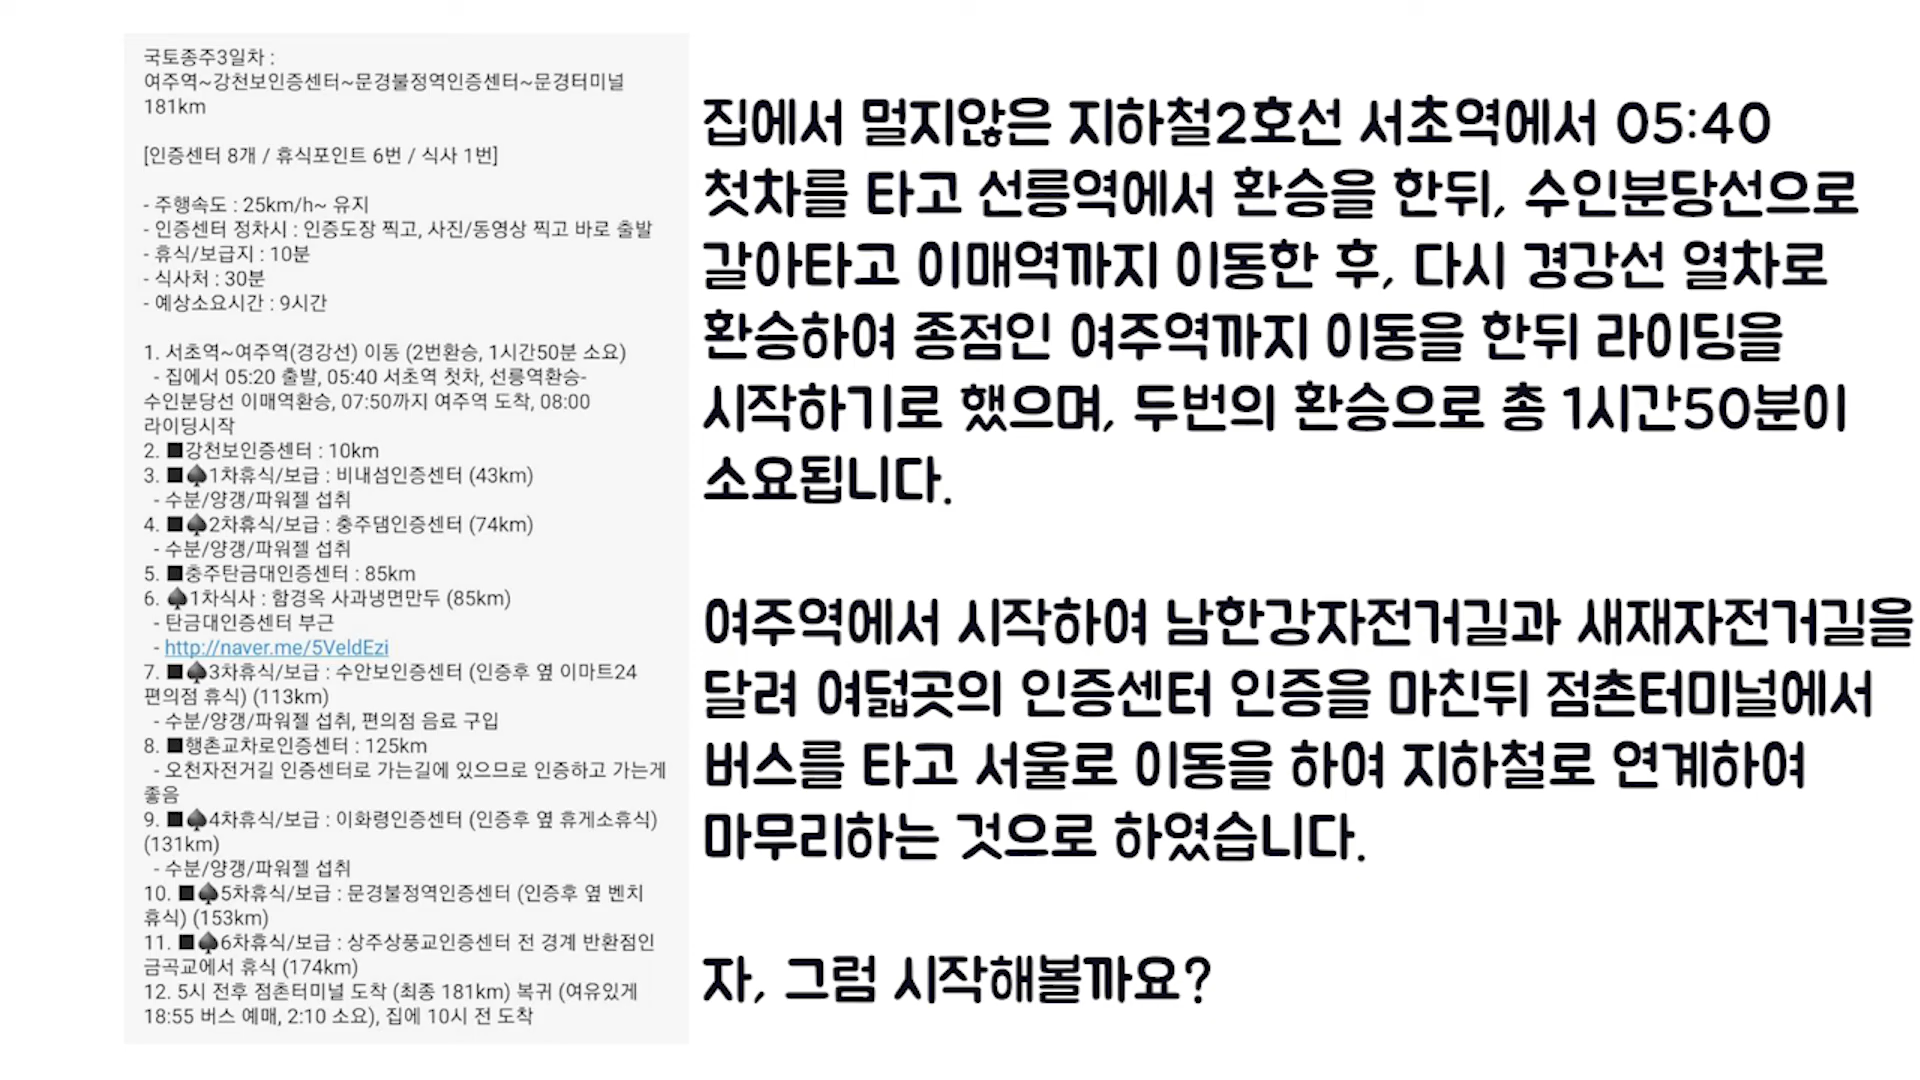 국토종주3일차 :
여주역~강천보인증센터~문경불정역인증센터~문경터미널
181km
[인증센터 8개 / 휴식포인트 6번 / 식사 1번]
- 주행속도 : 25km/h~ 유지
- 인증센터 정차시 : 인증도장 찍고, 사진/동영상 찍고 바로 출발
- 휴식/보급지 : 10분
- 식사처 : 30분
- 예상소요시간 : 9시간
1. 서초역~여주역(경강선) 이동 (2번환승, 1시간50분 소요)
- 집에서 05:20 출발, 05:40 서초역 첫차, 선릉역환승-
수인분당선 이매역환승, 07:50까지 여주역 도착, 08:00
라이딩시작
2. ■강천보인증센터 : 10km
3. ■♠1차휴식/보급 : 비내섬인증센터 (43km)
- 수분/양갱/파워젤 섭취
4. ■♠2차휴식/보급 : 충주댐인증센터 (74km)
- 수분/양갱/파워젤 섭취
5. ■충주탄금대인증센터 : 85km
6. ♠1차식사 : 함경옥 사과냉면만두 (85km)
- 탄금대인증센터 부근
- http://naver.me/5VeldEzi
7. ■♠3차휴식/보급 : 수안보인증센터 (인증후 옆 이마트24
편의점 휴식) (113km)
- 수분/양갱/파워젤 섭취, 편의점 음료 구입
8. ■행촌교차로인증센터 : 125km
- 오천자전거길 인증센터로 가는길에 있으므로 인증하고 가는게
좋음
9. ■♠4차휴식/보급 : 이화령인증센터 (인증후 옆 휴게소휴식)
(131km)
- 수분/양갱/파워젤 섭취
10. ■♠5차휴식/보급 : 문경불정역인증센터 (인증후 옆 벤치
휴식) (153km)
11. ■♠6차휴식/보급 : 상주상풍교인증센터 전 경계 반환점인
금곡교에서 휴식 (174km)
12. 5시 전후 점촌터미널 도착 (최종 181km) 복귀 (여유있게
18:55 버스 예매, 2:10 소요), 집에 10시 전 도착
집에서 멀지않은 지하철2호선 서초역에서 05:40
첫차를 타고 선릉역에서 환승을 한뒤, 수인분당선으로
갈아타고 이매역까지 이동한 후, 다시 경강선 열차로
환승하여 종점인 여주역까지 이동을 한뒤 라이딩을
시작하기로 했으며, 두번의 환승으로 총 1시간50분이
소요됩니다.
여주역에서 시작하여 남한강자전거길과 새재자전거길을
달려 여덟곳의 인증센터 인증을 마친뒤 점촌터미널에서
버스를 타고 서울로 이동을 하여 지하철로 연계하여
마무리하는 것으로 하였습니다.
자, 그럼 시작해볼까요?